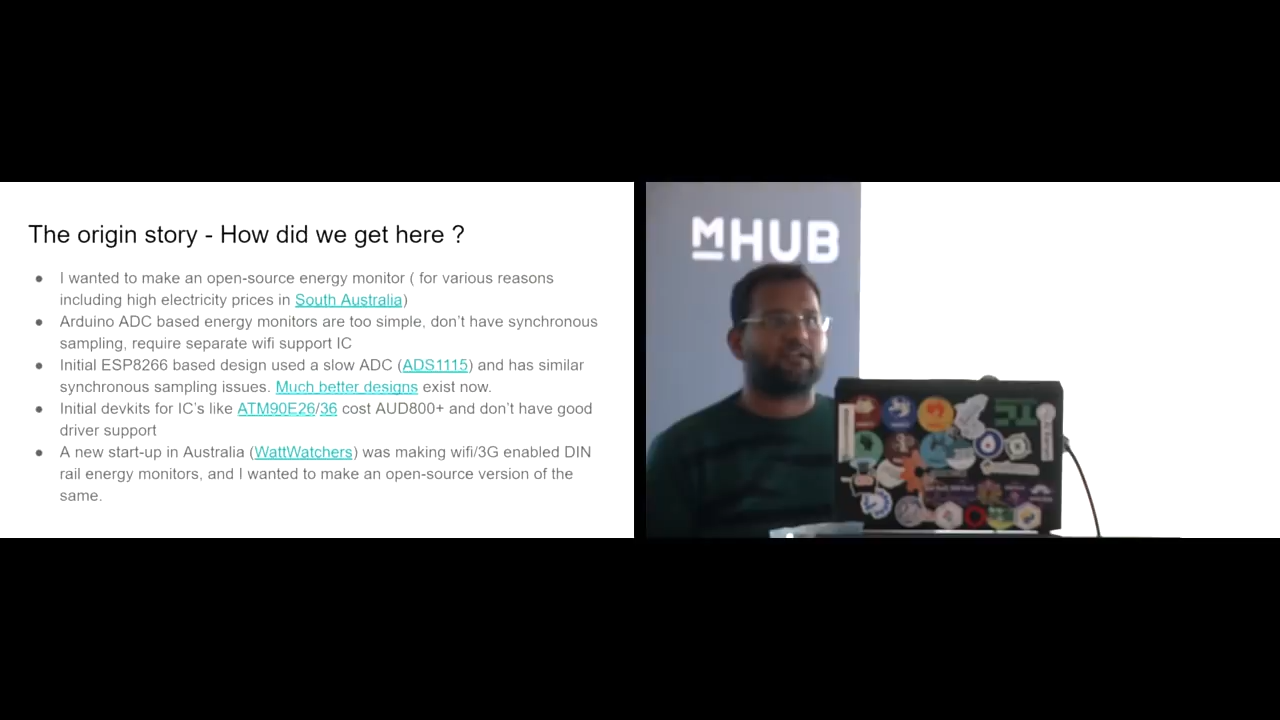 The origin story - How did we get here ?
● I wanted to make an open-source energy monitor ( for various reasons
including high electricity prices in South Australia)
● Arduino ADC based energy monitors are too simple, don't have synchronous
sampling, require separate wifi support IC
● Initial ESP8266 based design used a slow ADC (ADS1115) and has similar
synchronous sampling issues. Much better designs exist now.
● Initial devkits for IC's like ATM90E26/36 cost AUD800+ and don't have good
driver support
● A new start-up in Australia (WattWatchers) was making wifi/3G enabled DIN
rail energy monitors, and I wanted to make an open-source version of the
same.
MHUB